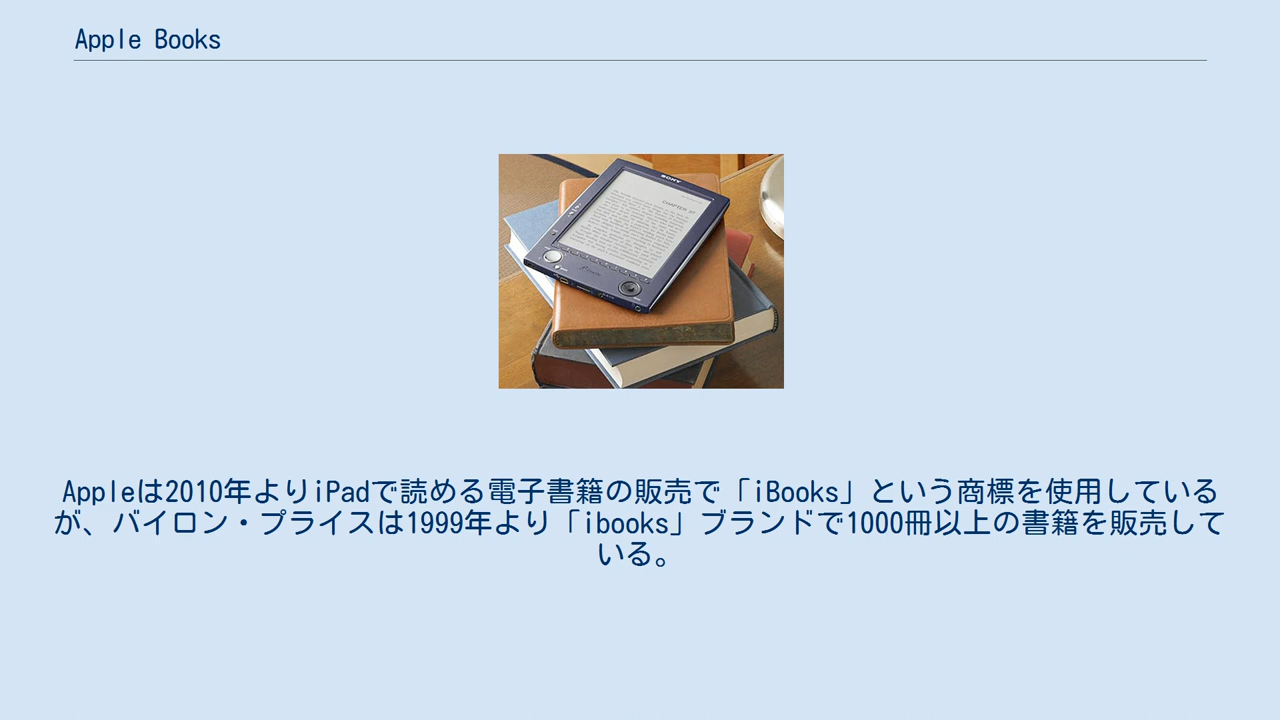 Apple Books
SONY
CHAPTER XI
Appleは2010年よりiPadで読める電子書籍の販売で「iBooks」という商標を使用している
が、バイロン・プライスは1999年より「ibooks」ブランドで1000冊以上の書籍を販売して
いる。